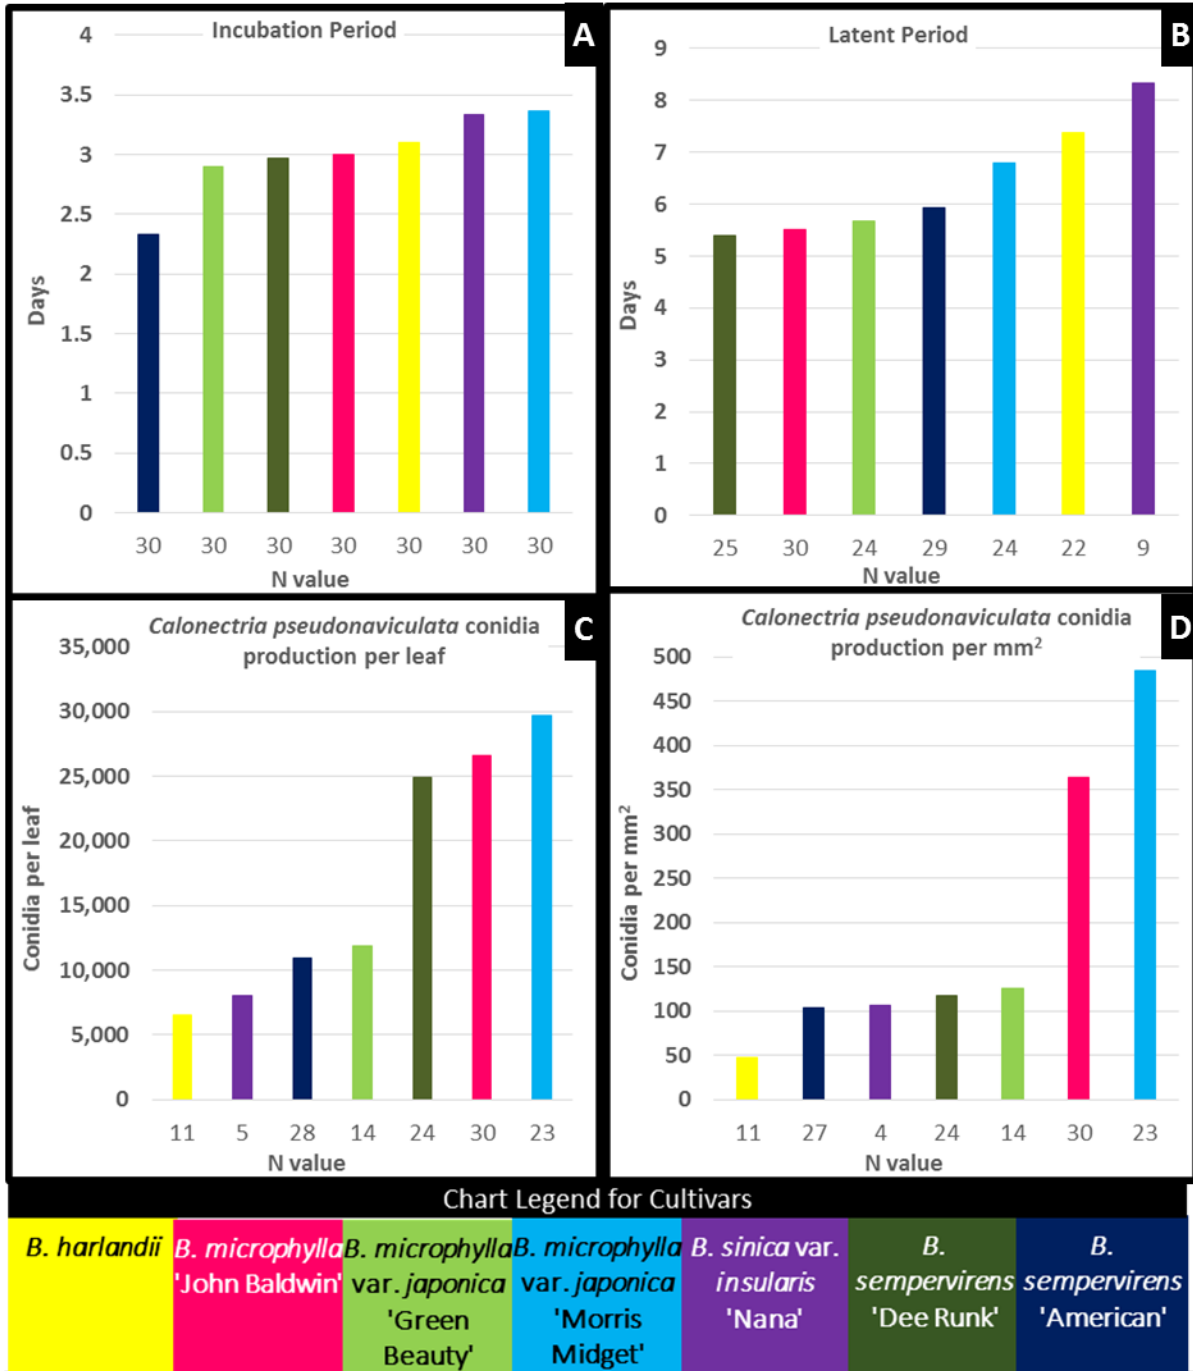 Incubation Period
A
4
3.5
3
2.5
2
1.5
1
0.5
0
Days
30 30 30 30 30 30 30
N value
Latent Period
B
9
8
7
6
5
4
3
2
1
0
Days
25 30 24 29 24 22 9
N value
Calonectria pseudonaviculata conidia
production per leaf
C
35,000
30,000
25,000
20,000
15,000
10,000
5,000
0
Conidia per leaf
11 5 28 14 24 30 23
N value
Calonectria pseudonaviculata conidia
production per mm²
D
500
450
400
350
300
250
200
150
100
50
0
Conidia per mm²
11 27 4 24 14 30 23
N value
Chart Legend for Cultivars
B. harlandii
B. microphylla
'John Baldwin'
B. microphylla
var. japonica
'Green
Beauty'
B. microphylla
var. japonica
'Morris
Midget'
B. sinica var.
insularis
'Nana'
B.
sempervirens
'Dee Runk'
B.
sempervirens
'American'